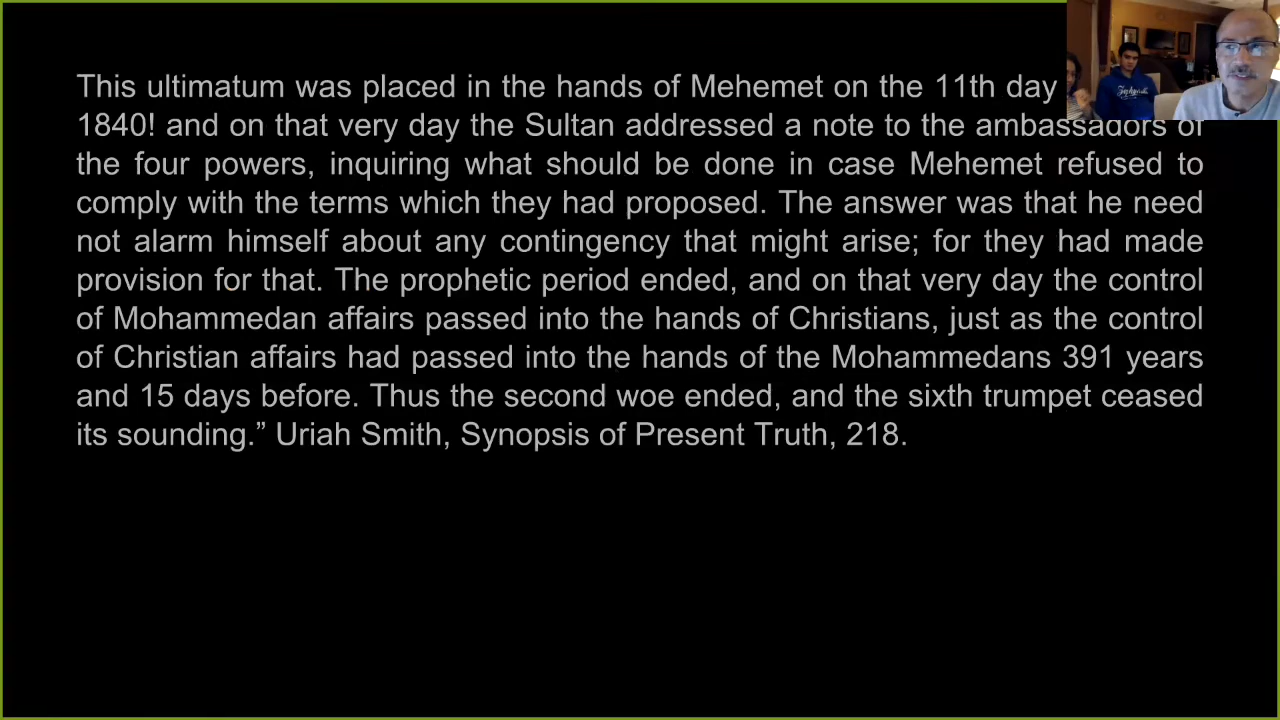 This ultimatum was placed in the hands of Mehemet on the 11th day
1840! and on that very day the Sultan addressed a note to the ambassadors of
the four powers, inquiring what should be done in case Mehemet refused to
comply with the terms which they had proposed. The answer was that he need
not alarm himself about any contingency that might arise; for they had made
provision for that. The prophetic period ended, and on that very day the control
of Mohammedan affairs passed into the hands of Christians, just as the control
of Christian affairs had passed into the hands of the Mohammedans 391 years
and 15 days before. Thus the second woe ended, and the sixth trumpet ceased
its sounding.” Uriah Smith, Synopsis of Present Truth, 218.